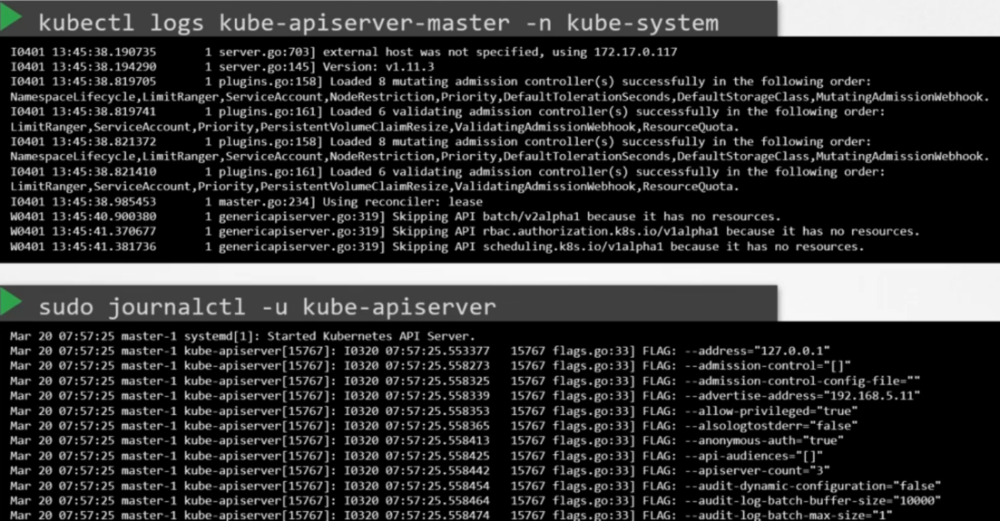 kubectl logs kube-apiserver-master -n kube-system
I0401 13:45:38.190735 1 server.go:703] external host was not specified, using 172.17.0.117
I0401 13:45:38.194290 1 server.go:145] Version: v1.11.3
I0401 13:45:38.819705 1 plugins.go:158] Loaded 8 mutating admission controller(s) successfully in the following order:
NamespaceLifecycle,LimitRanger,ServiceAccount,NodeRestriction,Priority,DefaultTolerationSeconds,DefaultStorageClass,MutatingAdmissionWebhook.
I0401 13:45:38.819741 1 plugins.go:161] Loaded 6 validating admission controller(s) successfully in the following order:
LimitRanger,ServiceAccount,Priority,PersistentVolumeClaimResize,ValidatingAdmissionWebhook,ResourceQuota.
I0401 13:45:38.821372 1 plugins.go:158] Loaded 8 mutating admission controller(s) successfully in the following order:
NamespaceLifecycle,LimitRanger,ServiceAccount,NodeRestriction,Priority,DefaultTolerationSeconds,DefaultStorageClass,MutatingAdmissionWebhook.
I0401 13:45:38.821410 1 plugins.go:161] Loaded 6 validating admission controller(s) successfully in the following order:
LimitRanger,ServiceAccount,Priority,PersistentVolumeClaimResize,ValidatingAdmissionWebhook,ResourceQuota.
I0401 13:45:38.985453 1 master.go:234] Using reconciler: lease
W0401 13:45:40.900380 1 genericapiserver.go:319] Skipping API batch/v2alpha1 because it has no resources.
W0401 13:45:41.370677 1 genericapiserver.go:319] Skipping API rbac.authorization.k8s.io/v1alpha1 because it has no resources.
W0401 13:45:41.381736 1 genericapiserver.go:319] Skipping API scheduling.k8s.io/v1alpha1 because it has no resources.
sudo journalctl -u kube-apiserver
Mar 20 07:57:25 master-1 systemd[1]: Started Kubernetes API Server.
Mar 20 07:57:25 master-1 kube-apiserver[15767]: I0320 07:57:25.553377 15767 flags.go:33] FLAG: --address="127.0.0.1"
Mar 20 07:57:25 master-1 kube-apiserver[15767]: I0320 07:57:25.558273 15767 flags.go:33] FLAG: --admission-control="[]"
Mar 20 07:57:25 master-1 kube-apiserver[15767]: I0320 07:57:25.558325 15767 flags.go:33] FLAG: --admission-control-config-file=""
Mar 20 07:57:25 master-1 kube-apiserver[15767]: I0320 07:57:25.558339 15767 flags.go:33] FLAG: --advertise-address="192.168.5.11"
Mar 20 07:57:25 master-1 kube-apiserver[15767]: I0320 07:57:25.558353 15767 flags.go:33] FLAG: --allow-privileged="true"
Mar 20 07:57:25 master-1 kube-apiserver[15767]: I0320 07:57:25.558365 15767 flags.go:33] FLAG: --alsologtostderr="false"
Mar 20 07:57:25 master-1 kube-apiserver[15767]: I0320 07:57:25.558413 15767 flags.go:33] FLAG: --anonymous-auth="true"
Mar 20 07:57:25 master-1 kube-apiserver[15767]: I0320 07:57:25.558425 15767 flags.go:33] FLAG: --api-audiences="[]"
Mar 20 07:57:25 master-1 kube-apiserver[15767]: I0320 07:57:25.558442 15767 flags.go:33] FLAG: --apiserver-count="3"
Mar 20 07:57:25 master-1 kube-apiserver[15767]: I0320 07:57:25.558454 15767 flags.go:33] FLAG: --audit-dynamic-configuration="false"
Mar 20 07:57:25 master-1 kube-apiserver[15767]: I0320 07:57:25.558464 15767 flags.go:33] FLAG: --audit-log-batch-buffer-size="10000"
Mar 20 07:57:25 master-1 kube-apiserver[15767]: I0320 07:57:25.558474 15767 flags.go:33] FLAG: --audit-log-batch-max-size="1"